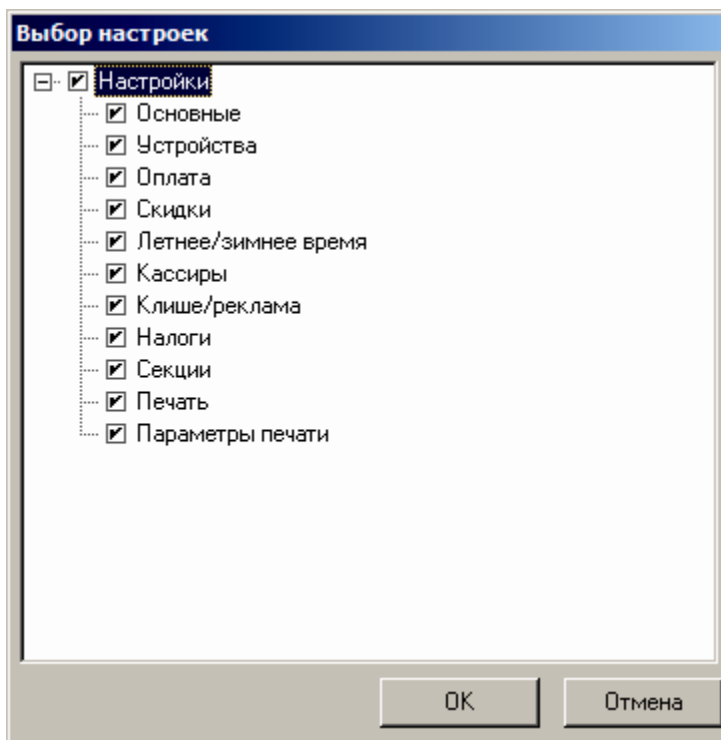 Выбор настроек
Настройки
Основные
Устройства
Оплата
Скидки
Летнее/зимнее время
Кассиры
Клише/реклама
Налоги
Секции
Печать
Параметры печати
OK Отмена